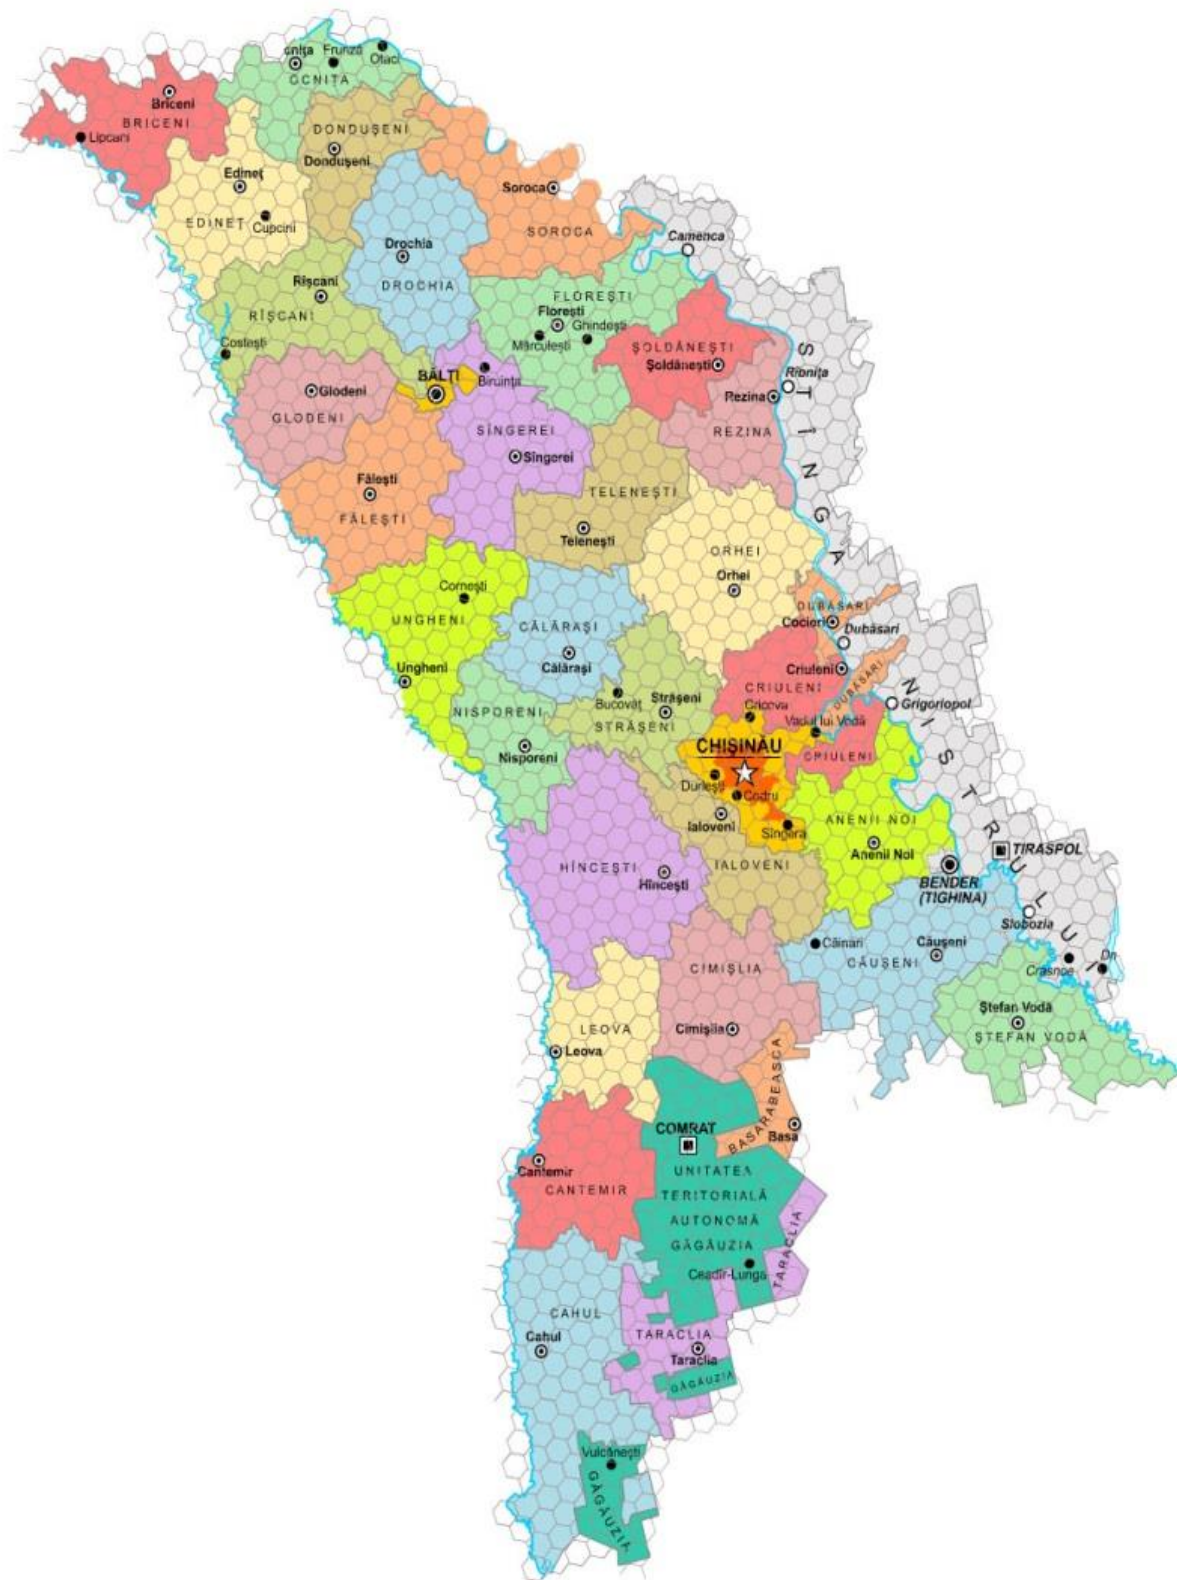 cnița
Frunză
Otaci
OCNIȚA
Briceni
BRICENI
Lipcani
DONDUȘENI
Dondușeni
Edineț
EDINEȚ
Cupcini
Soroca
SOROCA
Camenca
Drochia
DROCHIA
Rîșcani
RÎȘCANI
Costești
FLOREȘTI
Florești
Ghindești
Mărculești
ȘOLDĂNEȘTI
Șoldănești
Rîbnița
Rezina
REZINA
STÎNGA NISTRULUI
BĂLȚI
Biruința
Glodeni
GLODENI
SÎNGEREI
Sîngerei
Fălești
FĂLEȘTI
TELENEȘTI
Telenești
ORHEI
Orhei
Cornești
UNGHENI
Ungheni
CĂLĂRAȘI
Călărași
DUBĂSARI
Cocieri
Dubăsari
Criuleni
CRIULENI
DUBĂSARI
Grigoriopol
Bucovăț
Strășeni
STRĂȘENI
NISPORENI
Nisporeni
Cricova
Vadul lui Vodă
CRIULENI
CHIȘINĂU
Durlești
Codru
Sîngera
Ialoveni
IALOVENI
ANENII NOI
Anenii Noi
TIRASPOL
BENDER
(TIGHINA)
HÎNCEȘTI
Hîncești
Slobozia
Căinari
Căușeni
CĂUȘENI
Crasnoe
Dn
CIMIȘLIA
Cimișlia
LEOVA
Leova
Ștefan Vodă
ȘTEFAN VODĂ
BASARABEASCA
Basa
COMRAT
Cantemir
CANTEMIR
UNITATEA
TERITORIALĂ
AUTONOMĂ
GĂGĂUZIA
Ceadîr-Lunga
TARACLIA
CAHUL
Cahul
TARACLIA
Taraclia
GĂGĂUZIA
Vulcănești
GĂGĂUZIA